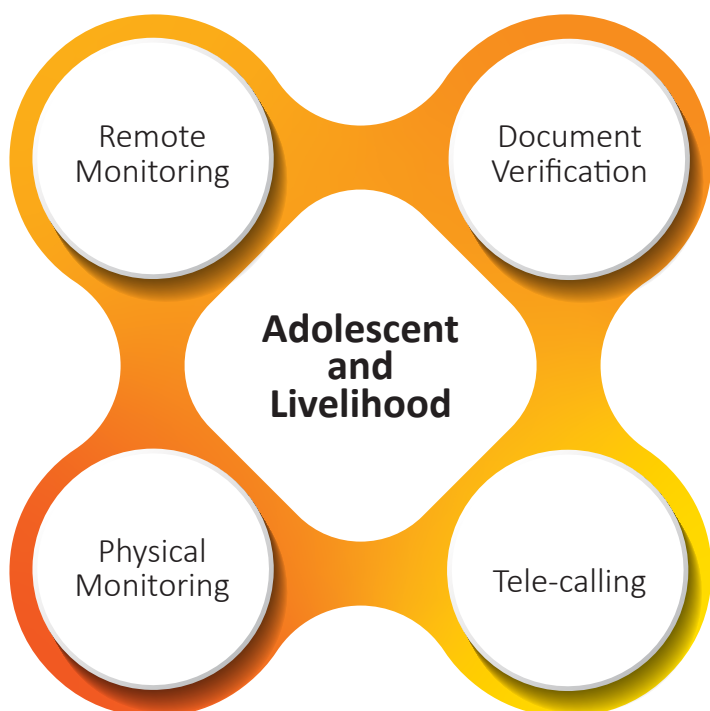 Remote
Monitoring
Document
Verification
Adolescent
and
Livelihood
Physical
Monitoring
Tele-calling